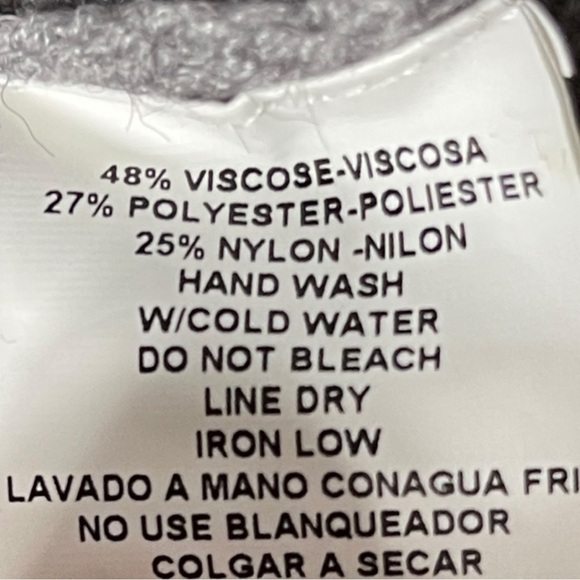 48% VISCOSE-VISCOSA
27% POLYESTER-POLIESTER
25% NYLON -NILON
HAND WASH
W/COLD WATER
DO NOT BLEACH
LINE DRY
IRON LOW
LAVADO A MANO CONAGUA FRI
NO USE BLANQUEADOR
COLGAR A SECAR